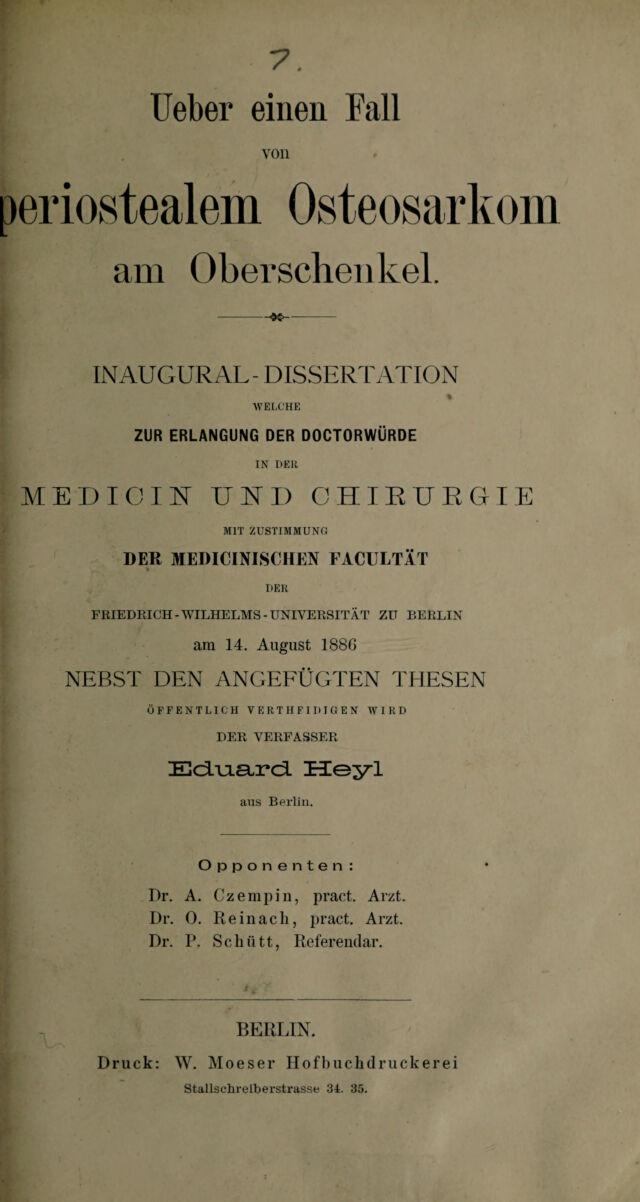 7.
Ueber einen Fall
von
periostealem Osteosarkom
am Oberschenkel.
INAUGURAL-DISSERTATION
WELCHE
ZUR ERLANGUNG DER DOCTORWÜRDE
IN DER
MEDICIN UND CHIRURGIE
MIT ZUSTIMMUNG
DER MEDICINISCHEN FACULTÄT
DER
FRIEDRICH-WILHELMS-UNIVERSITÄT ZU BERLIN
am 14. August 1886
NEBST DEN ANGEFÜGTEN THESEN
ÖFFENTLICH VERTHEIDIGEN WIRD
DER VERFASSER
Eduard Heyl
aus Berlin.
Opponenten:
Dr. A. Czempin, pract. Arzt.
Dr. O. Reinach, pract. Arzt.
Dr. P. Schütt, Referendar.
BERLIN.
Druck: W. Moeser Hofbuchdruckerei
Stallschreiberstrasse 34. 35.